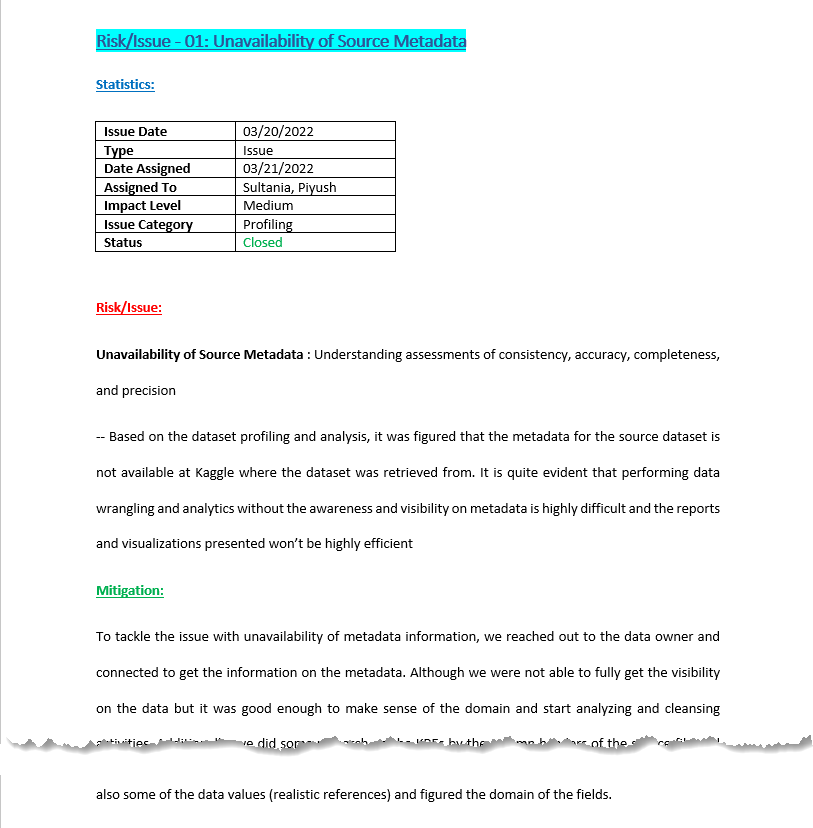 Risk/Issue - 01: Unavailability of Source Metadata
Statistics:
Issue Date 03/20/2022
Type Issue
Date Assigned 03/21/2022
Assigned To Sultania, Piyush
Impact Level Medium
Issue Category Profiling
Status Closed
Risk/Issue:
Unavailability of Source Metadata : Understanding assessments of consistency, accuracy, completeness,
and precision
-- Based on the dataset profiling and analysis, it was figured that the metadata for the source dataset is
not available at Kaggle where the dataset was retrieved from. It is quite evident that performing data
wrangling and analytics without the awareness and visibility on metadata is highly difficult and the reports
and visualizations presented won’t be highly efficient
Mitigation:
To tackle the issue with unavailability of metadata information, we reached out to the data owner and
connected to get the information on the metadata. Although we were not able to fully get the visibility
on the data but it was good enough to make sense of the domain and start analyzing and cleansing
did by the of the
also some of the data values (realistic references) and figured the domain of the fields.